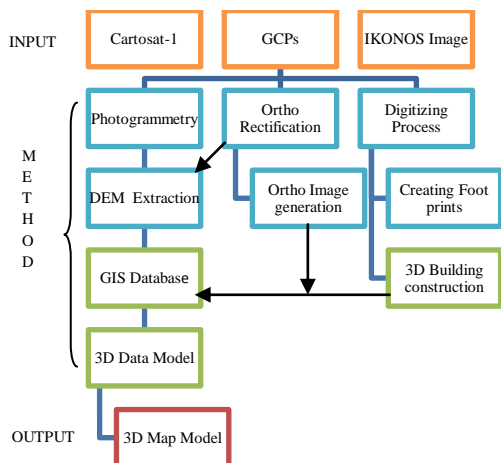 INPUT
Cartosat-1
GCPs
IKONOS Image
M
E
T
H
O
D
Photogrammetry
Ortho
Rectification
Digitizing
Process
DEM Extraction
Ortho Image
generation
Creating Foot
prints
GIS Database
3D Building
construction
3D Data Model
OUTPUT
3D Map Model